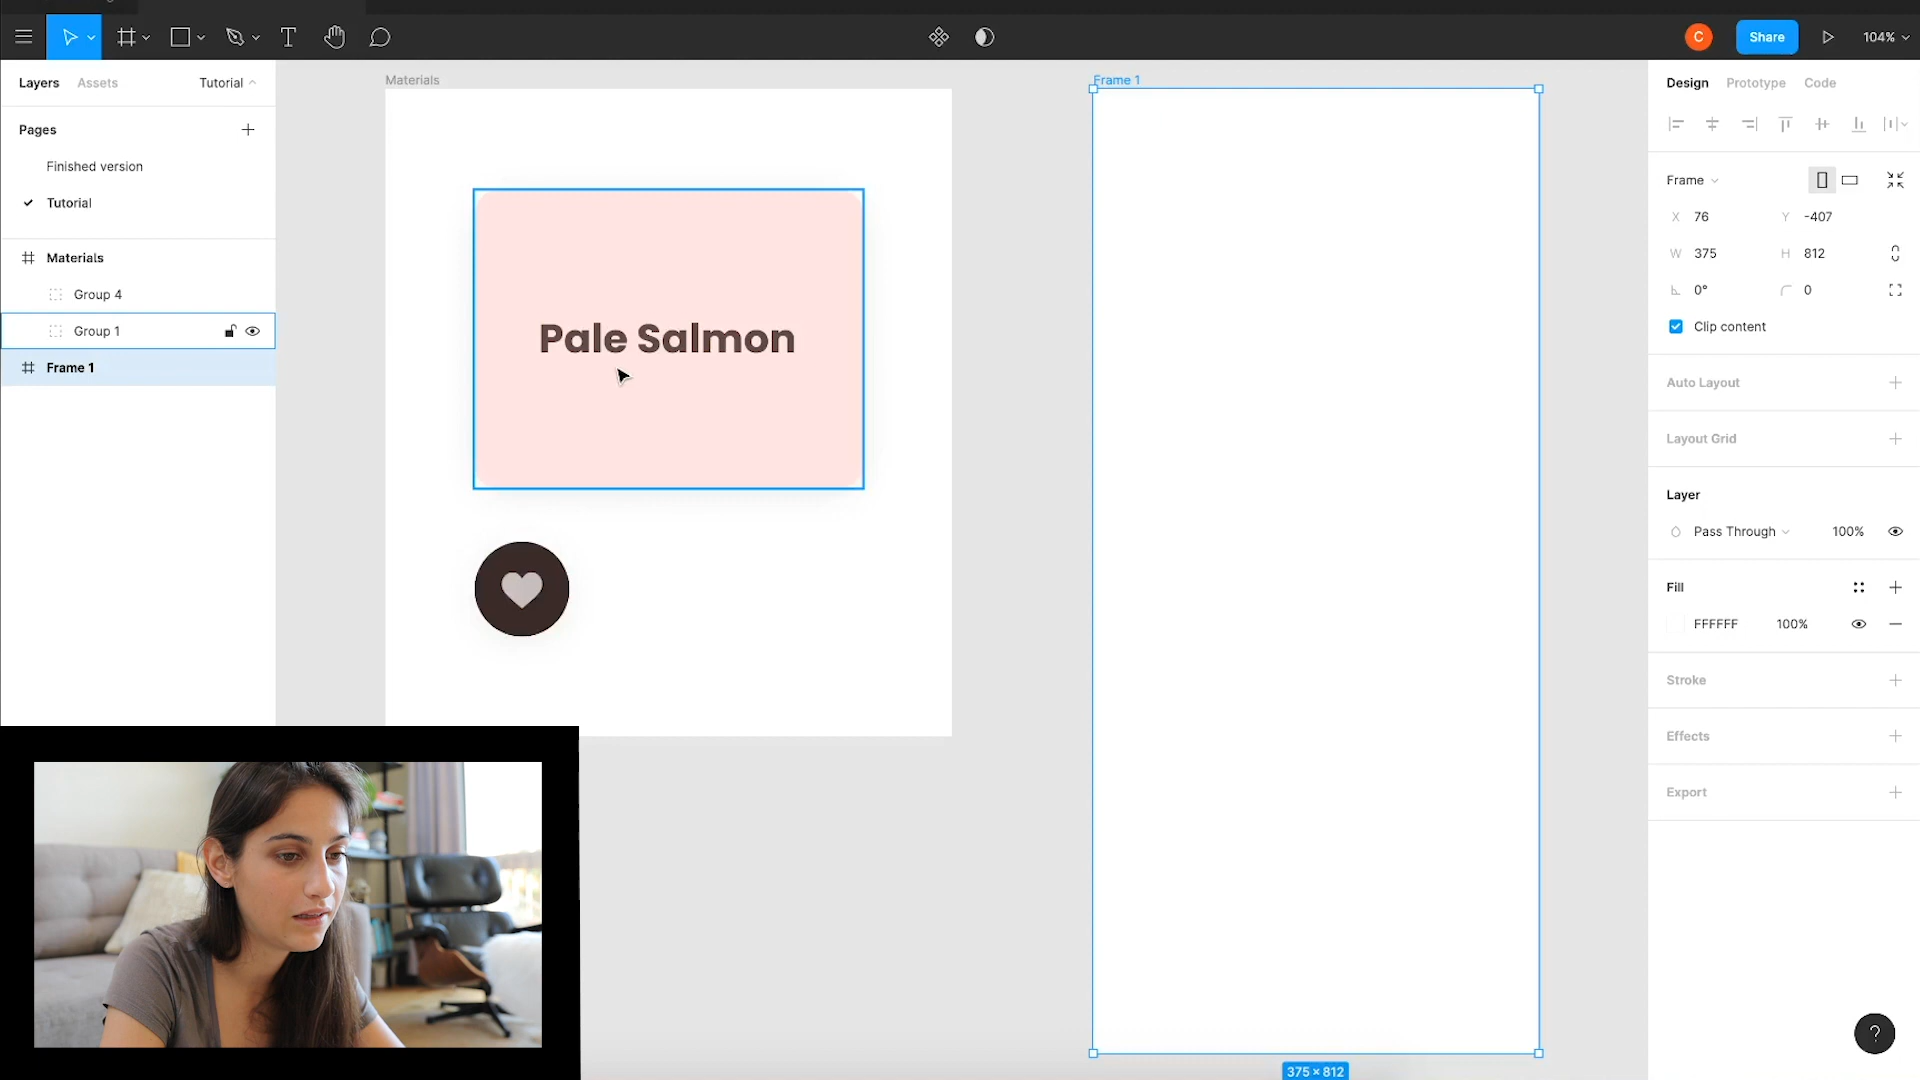 C
Share
104%
Layers
Assets
Tutorial
Materials
Frame 1
Design
Prototype
Code
Pages
Finished version
Tutorial
Frame
X 76
Y -407
Materials
W 375
H 812
Group 4
0°
0
Group 1
Pale Salmon
Clip content
Frame 1
Auto Layout
Layout Grid
Layer
Pass Through
100%
Fill
FFFFFF
100%
Stroke
Effects
Export
?
375 × 812